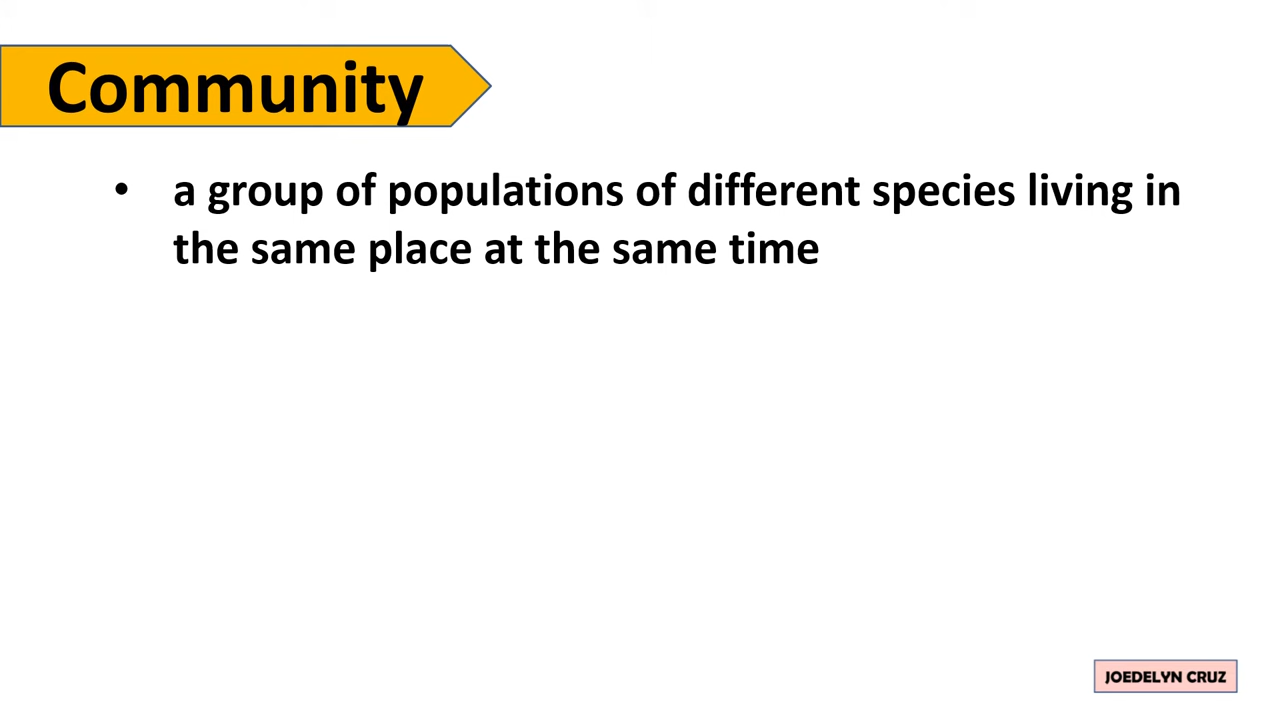 Community
• a group of populations of different species living in
the same place at the same time
JOEDELYN CRUZ